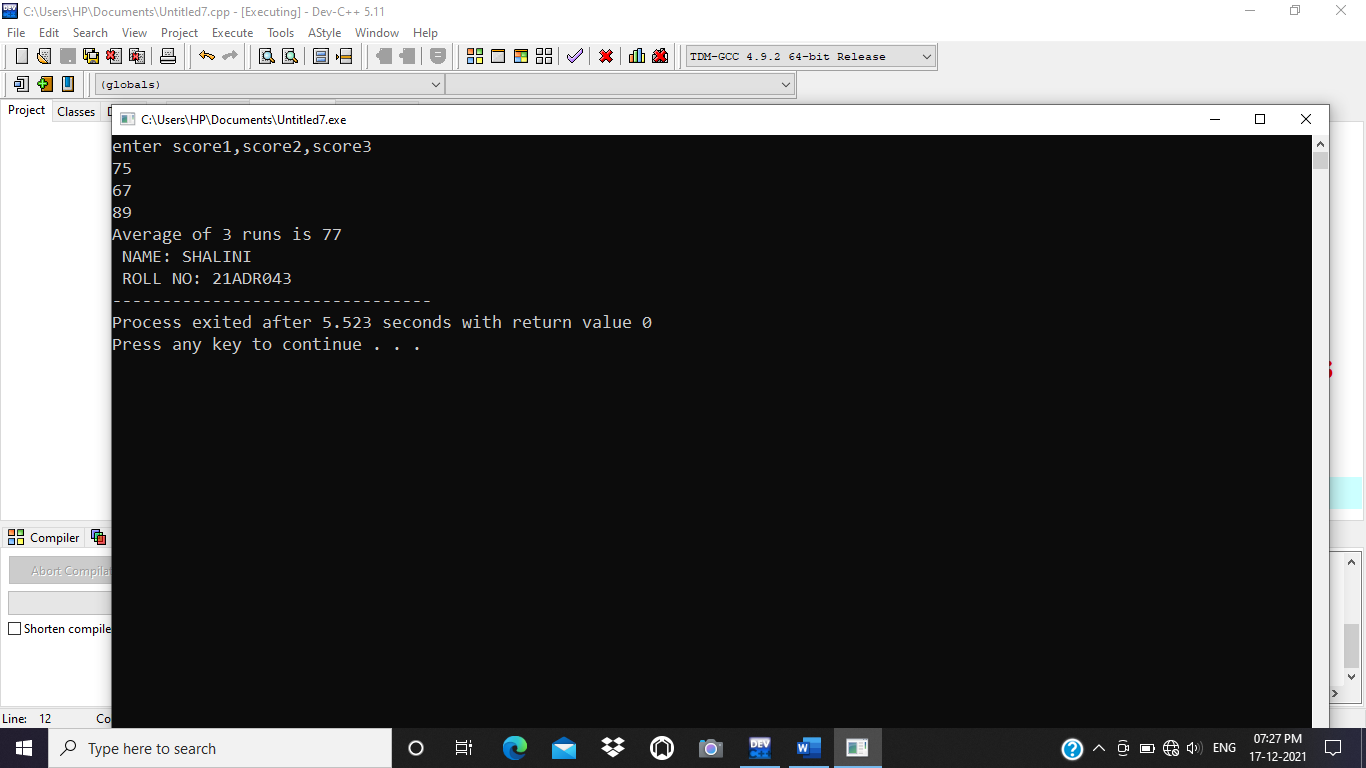 C:\Users\HP\Documents\Untitled7.cpp - [Executing] - Dev-C++ 5.11
File Edit Search View Project Execute Tools AStyle Window Help
TDM-GCC 4.9.2 64-bit Release
(globals)
Project Classes
C:\Users\HP\Documents\Untitled7.exe
enter score1,score2,score3
75
67
89
Average of 3 runs is 77
NAME: SHALINI
ROLL NO: 21ADR043
--------------------------------
Process exited after 5.523 seconds with return value 0
Press any key to continue . . .
Compiler
Abort Compilat
Shorten compile
Line: 12 Co
Type here to search
DEV
ENG
07:27 PM
17-12-2021